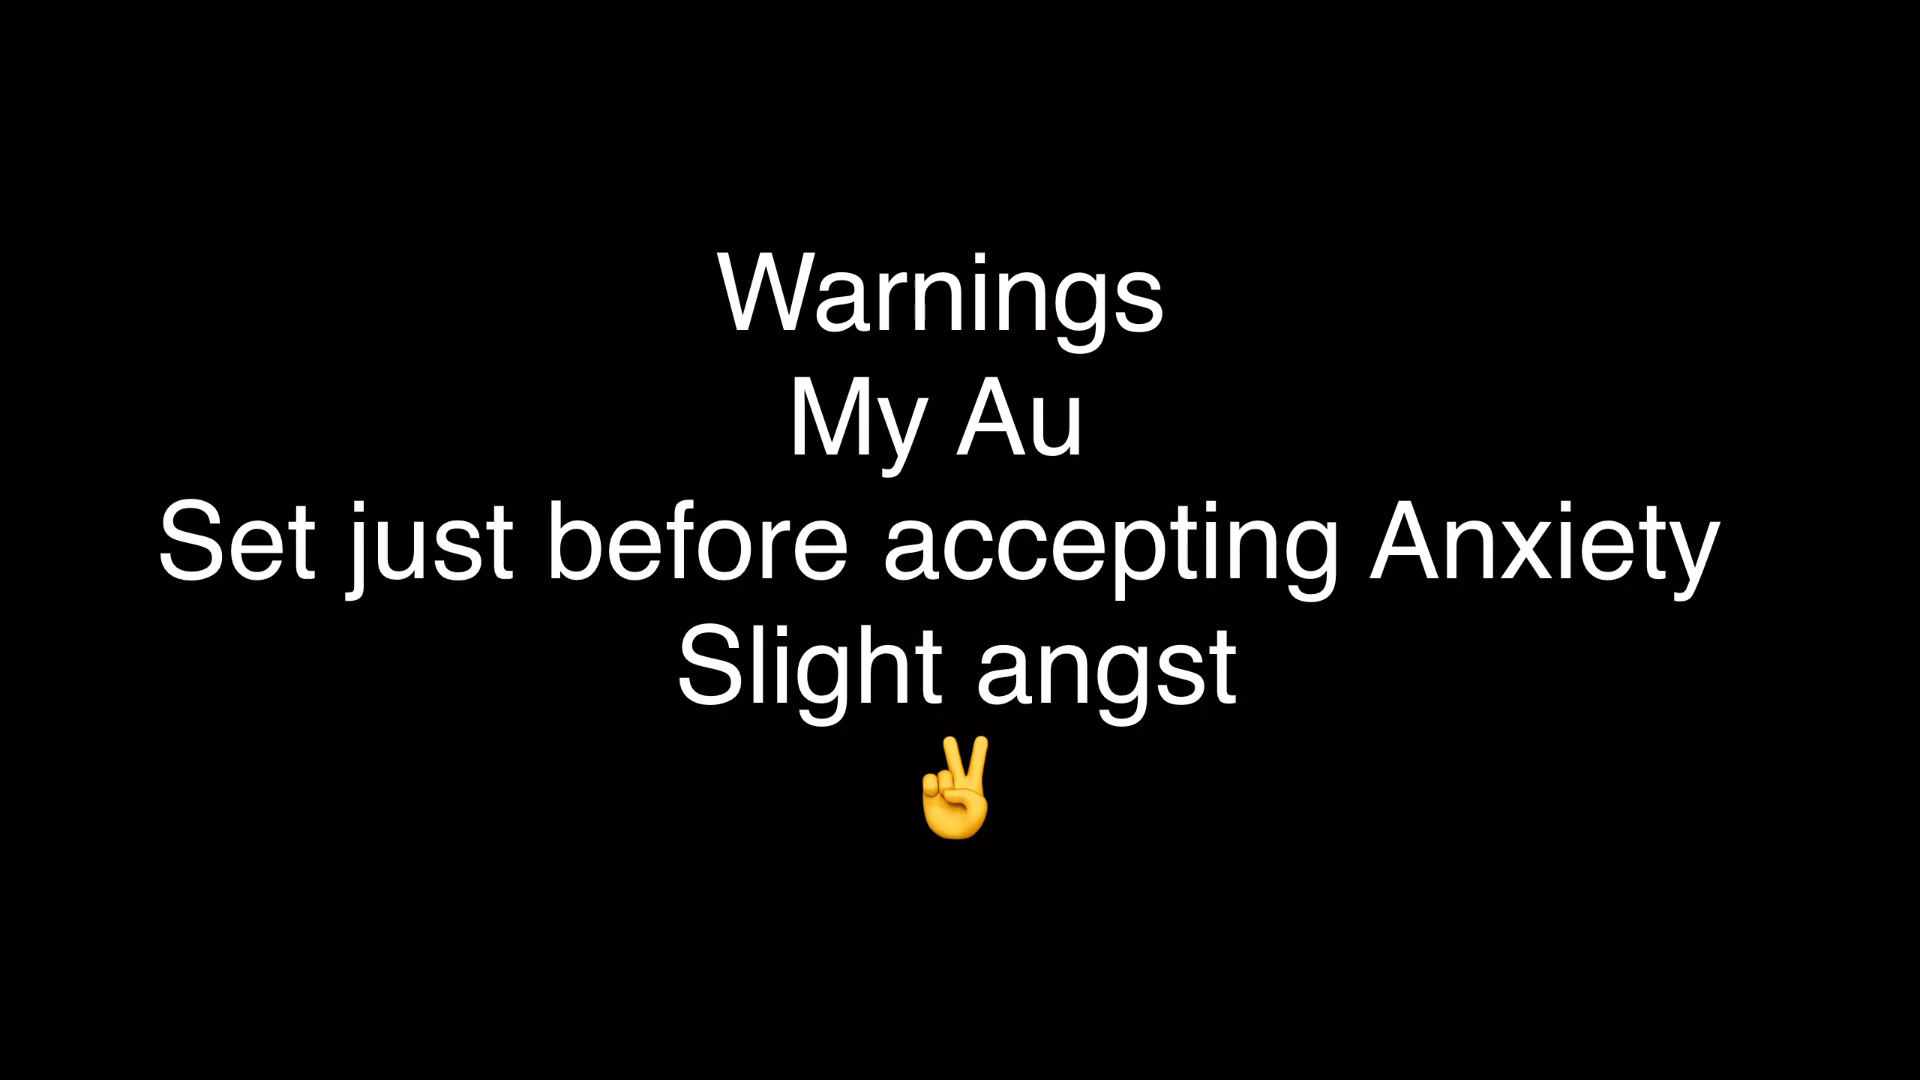 Warnings
My Au
Set just before accepting Anxiety
Slight angst
✌️